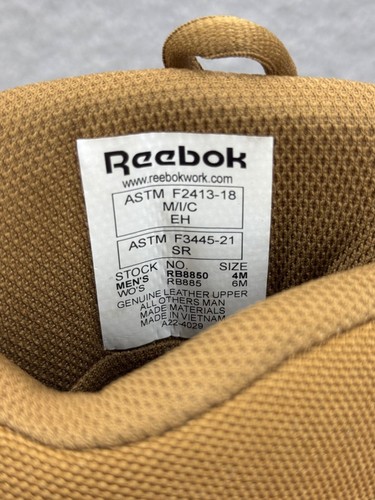 Reebok
www.reebokwork.com
ASTM F2413-18
M/I/C
EH
ASTM F3445-21
SR
STOCK NO. SIZE
MEN'S RB8850 4M
WO'S RB885 6M
GENUINE LEATHER UPPER
ALL OTHERS MAN
MADE MATERIALS
MADE IN VIETNAM
A22-4029